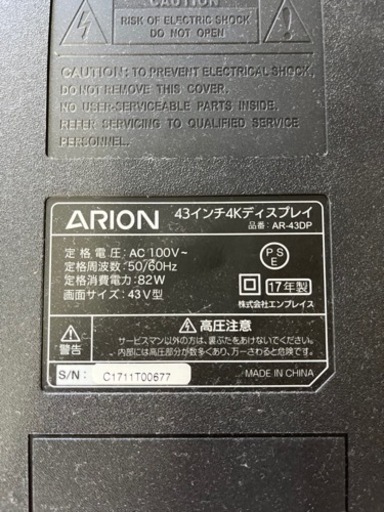 CAUTION
RISK OF ELECTRIC SHOCK
DO NOT OPEN
CAUTION: TO PREVENT ELECTRICAL SHOCK,
DO NOT REMOVE THIS COVER.
NO USER-SERVICEABLE PARTS INSIDE.
REFER SERVICING TO QUALIFIED SERVICE
PERSONNEL.
ARION
43インチ4Kディスプレイ
品番: AR-43DP
定格電圧: AC 100V~
定格周波数: 50/60Hz
定格消費電力: 82W
画面サイズ: 43V型
PSE
17年製
株式会社エンプレイス
警告
高圧注意
サービスマン以外の方は、裏ぶたをあけないでください。
内部には高圧部分が数多くあり、万一さわると危険です。
S/N: C1711T00677
MADE IN CHINA